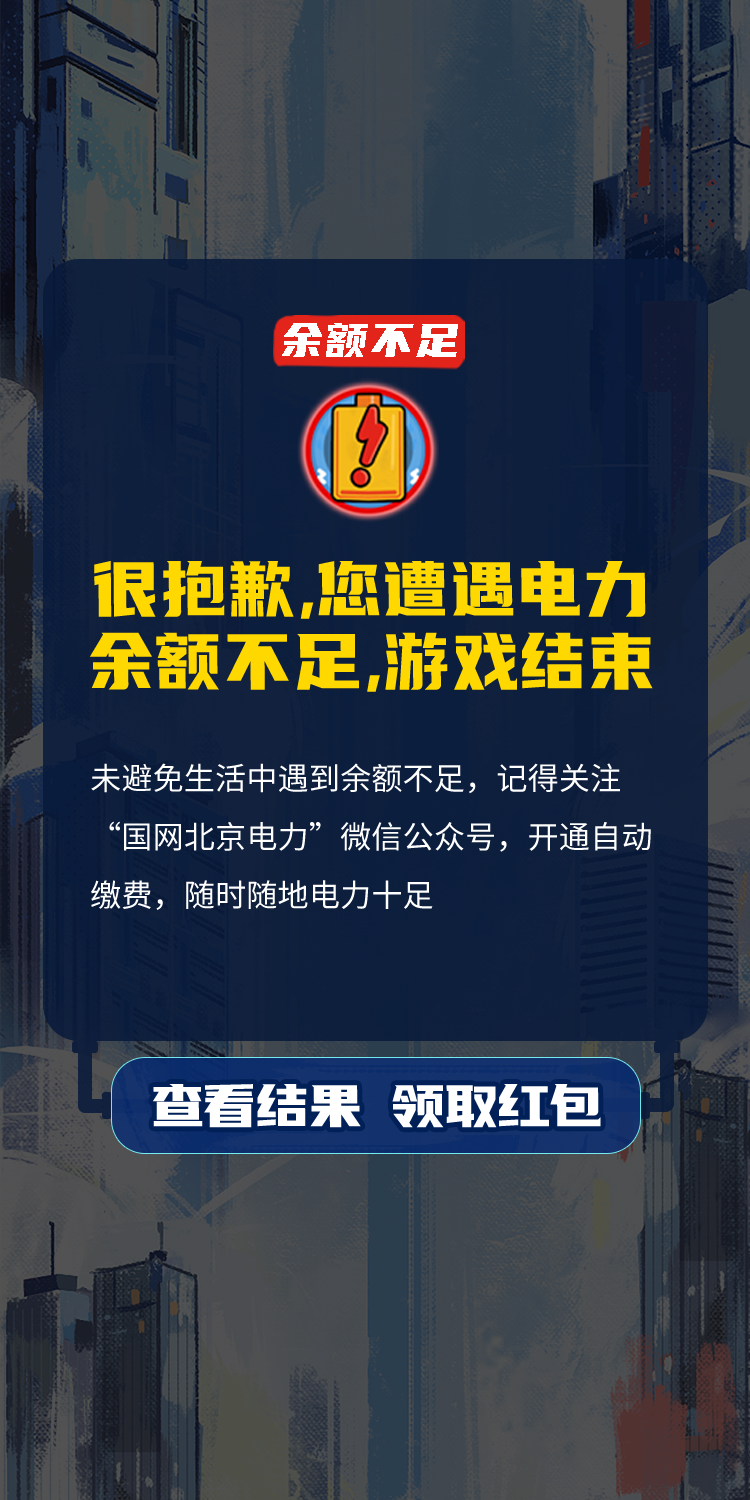 余额不足
很抱歉,您遭遇电力
余额不足,游戏结束
未避免生活中遇到余额不足，记得关注
“国网北京电力”微信公众号，开通自动
缴费，随时随地电力十足
查看结果 领取红包